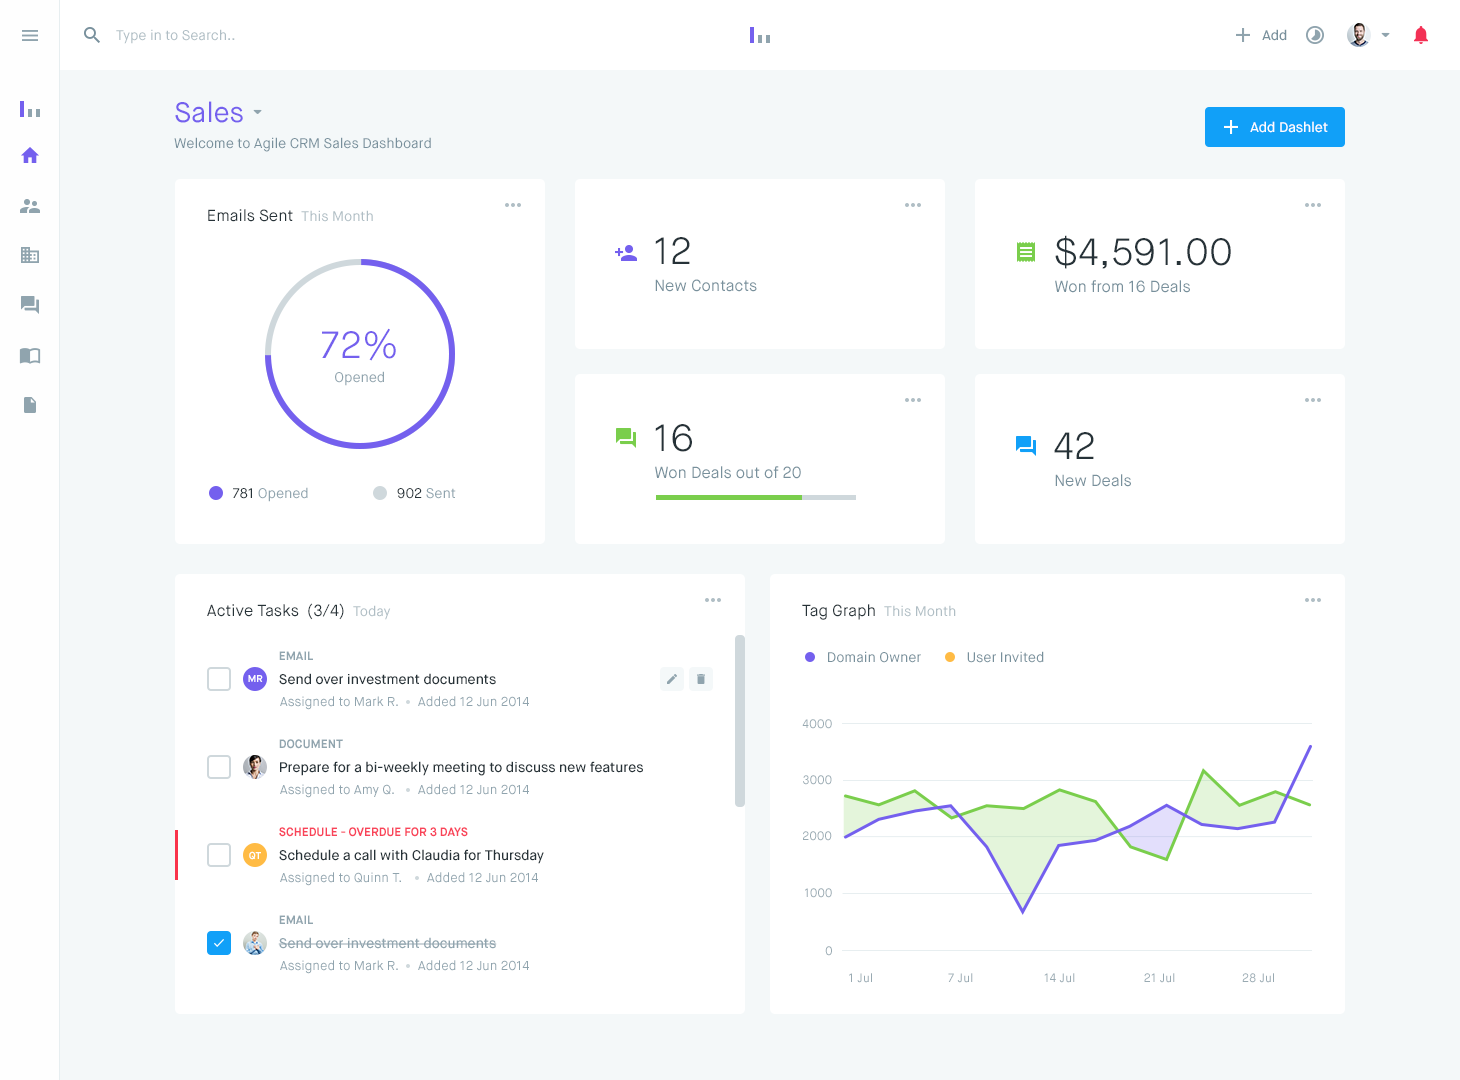 Type in to Search..
Add
Sales
Welcome to Agile CRM Sales Dashboard
Add Dashlet
Emails Sent This Month
72%
Opened
781 Opened
902 Sent
12
New Contacts
$4,591.00
Won from 16 Deals
16
Won Deals out of 20
42
New Deals
Active Tasks (3/4) Today
EMAIL
MR
Send over investment documents
Assigned to Mark R. • Added 12 Jun 2014
DOCUMENT
Prepare for a bi-weekly meeting to discuss new features
Assigned to Amy Q. • Added 12 Jun 2014
SCHEDULE - OVERDUE FOR 3 DAYS
QT
Schedule a call with Claudia for Thursday
Assigned to Quinn T. • Added 12 Jun 2014
EMAIL
Send over investment documents
Assigned to Mark R. • Added 12 Jun 2014
Tag Graph This Month
Domain Owner
User Invited
4000
3000
2000
1000
0
1 Jul
7 Jul
14 Jul
21 Jul
28 Jul